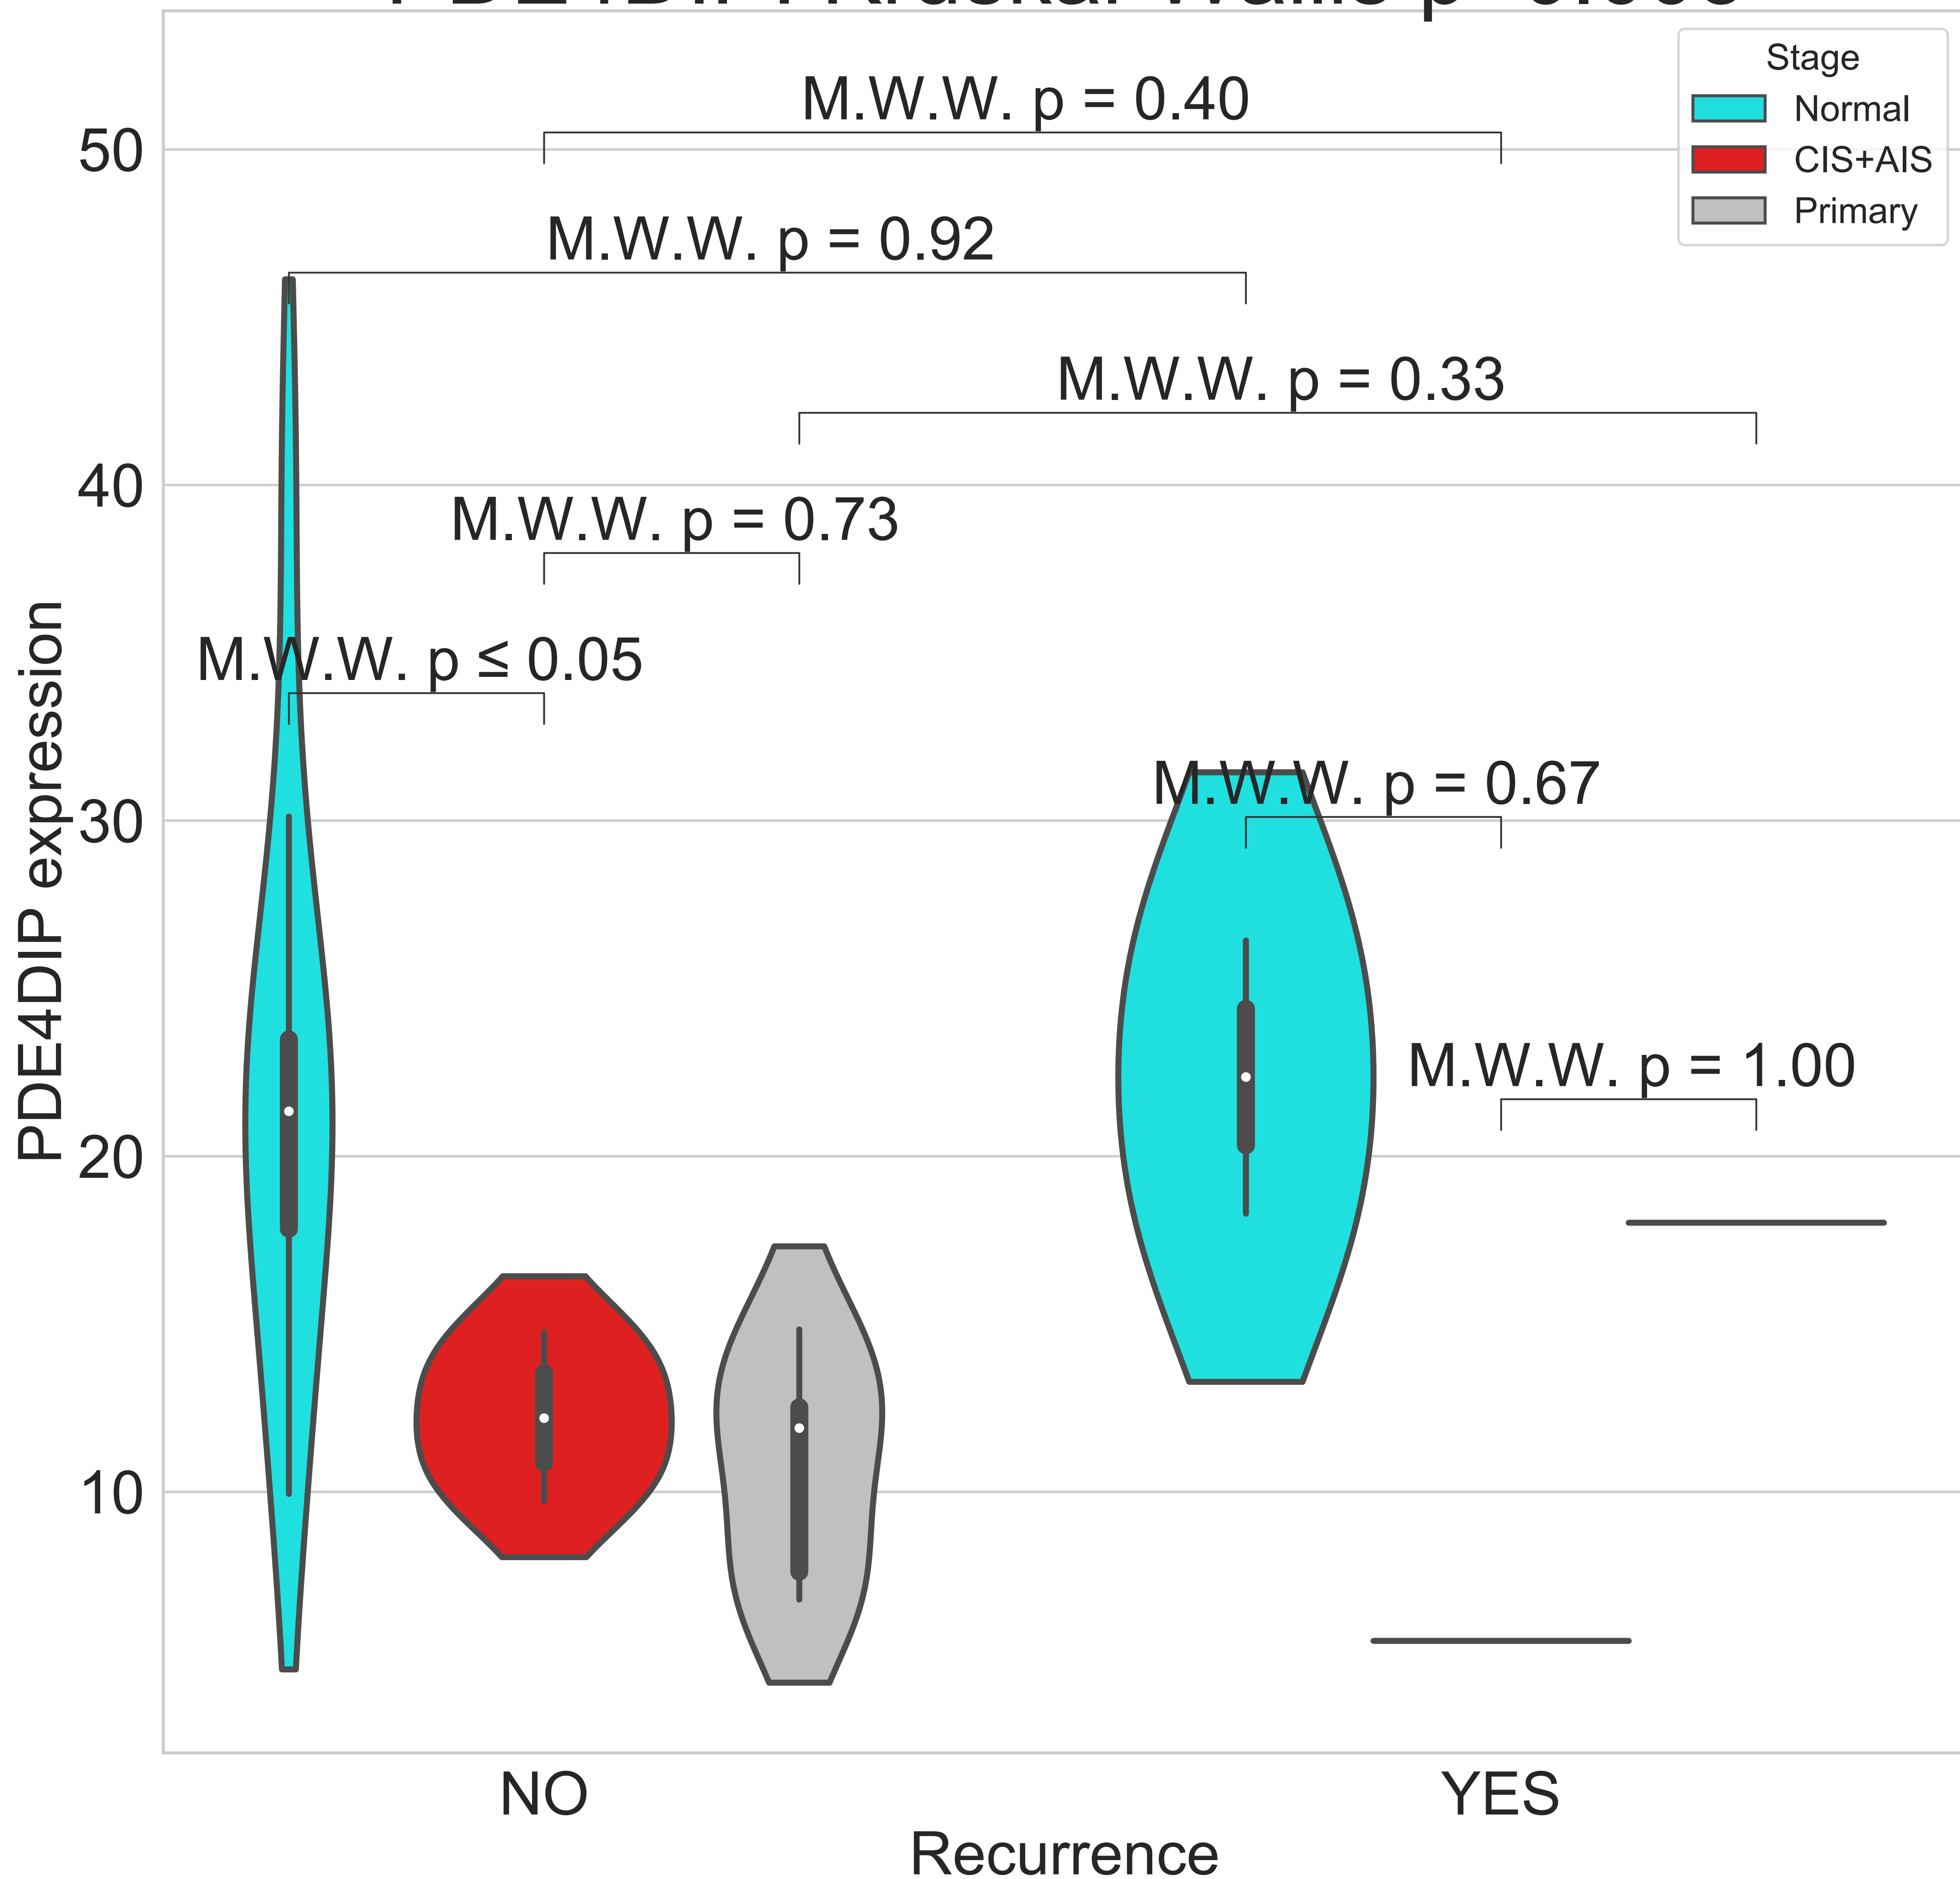 Stage
Normal
CIS+AIS
Primary
M.W.W. p = 0.40
50
M.W.W. p = 0.92
M.W.W. p = 0.33
40
M.W.W. p = 0.73
M.W.W. p ≤ 0.05
M.W.W. p = 0.67
30
M.W.W. p = 1.00
20
10
PDE4DIP expression
NO
YES
Recurrence